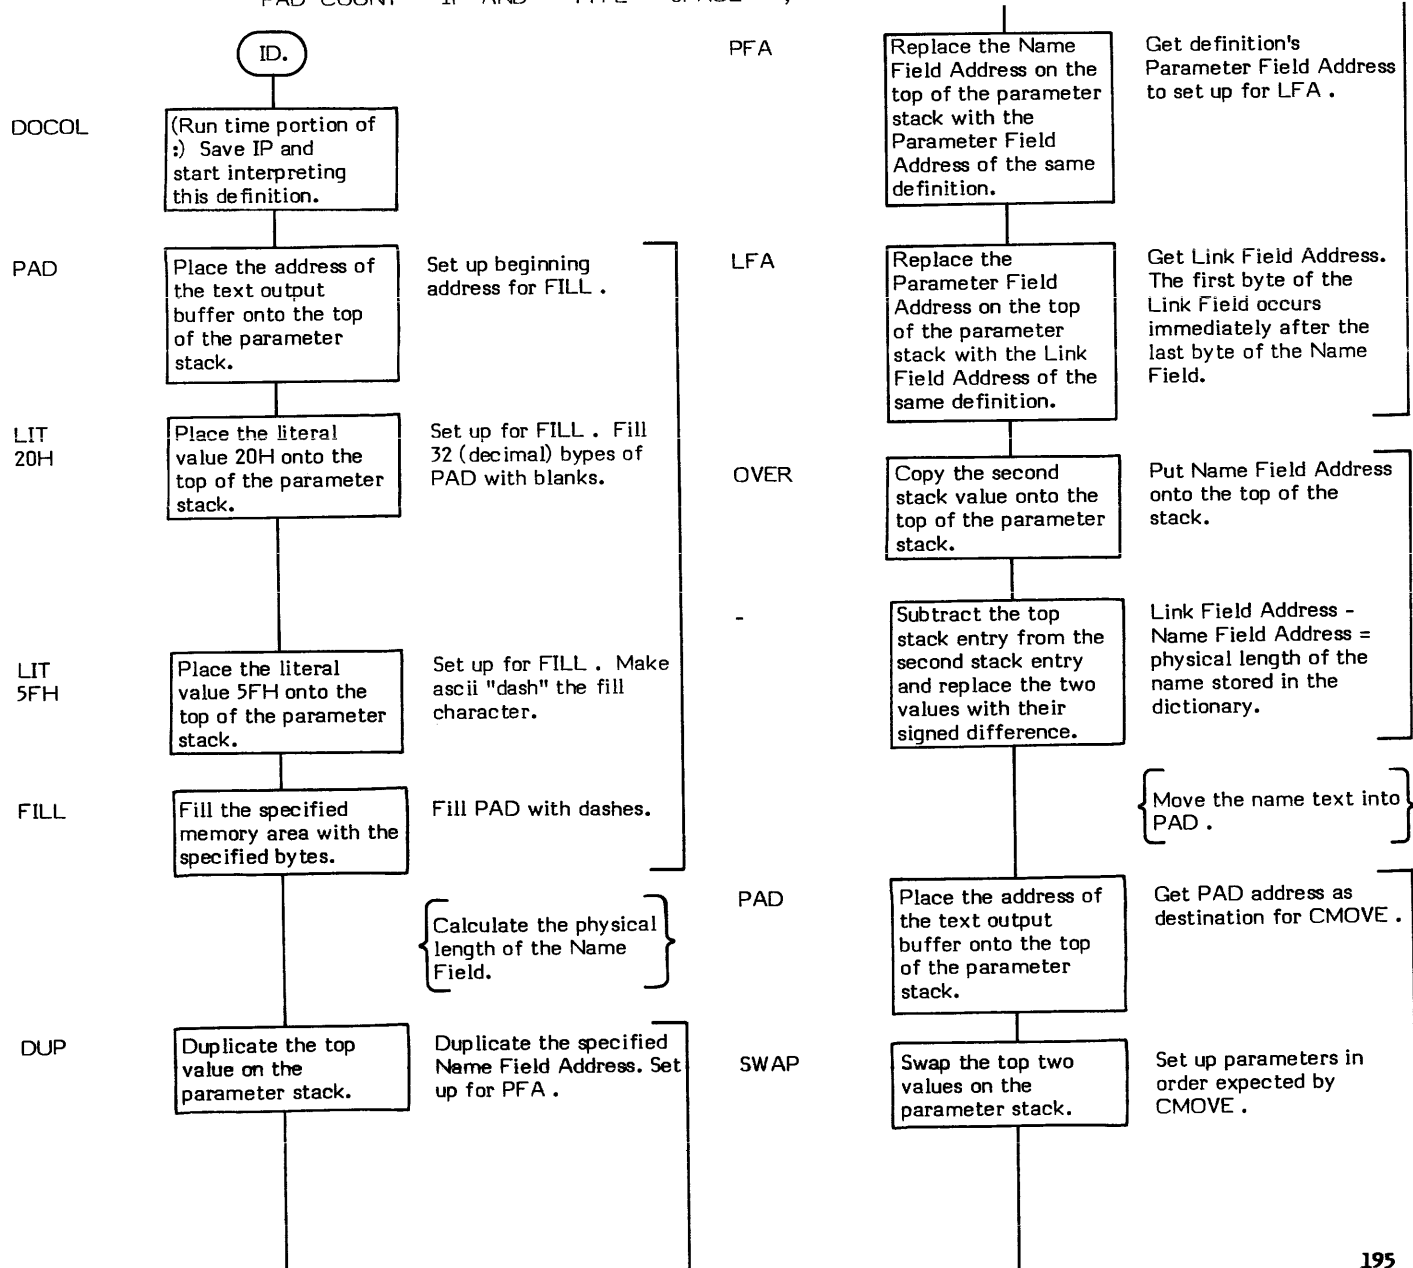 PAD COUNT 1F AND TYPE SPACE ;
ID.
DOCOL
(Run time portion of
:) Save IP and
start interpreting
this definition.
PAD
Place the address of
the text output
buffer onto the top
of the parameter
stack.
Set up beginning
address for FILL .
LIT
20H
Place the literal
value 20H onto the
top of the parameter
stack.
Set up for FILL . Fill
32 (decimal) bypes of
PAD with blanks.
LIT
5FH
Place the literal
value 5FH onto the
top of the parameter
stack.
Set up for FILL . Make
ascii "dash" the fill
character.
FILL
Fill the specified
memory area with the
specified bytes.
Fill PAD with dashes.
Calculate the physical
length of the Name
Field.
DUP
Duplicate the top
value on the
parameter stack.
Duplicate the specified
Name Field Address. Set
up for PFA .
PFA
Replace the Name
Field Address on the
top of the parameter
stack with the
Parameter Field
Address of the same
definition.
Get definition's
Parameter Field Address
to set up for LFA .
LFA
Replace the
Parameter Field
Address on the top
of the parameter
stack with the Link
Field Address of the
same definition.
Get Link Field Address.
The first byte of the
Link Field occurs
immediately after the
last byte of the Name
Field.
OVER
Copy the second
stack value onto the
top of the parameter
stack.
Put Name Field Address
onto the top of the
stack.
-
Subtract the top
stack entry from the
second stack entry
and replace the two
values with their
signed difference.
Link Field Address -
Name Field Address =
physical length of the
name stored in the
dictionary.
Move the name text into
PAD .
PAD
Place the address of
the text output
buffer onto the top
of the parameter
stack.
Get PAD address as
destination for CMOVE .
SWAP
Swap the top two
values on the
parameter stack.
Set up parameters in
order expected by
CMOVE .
195